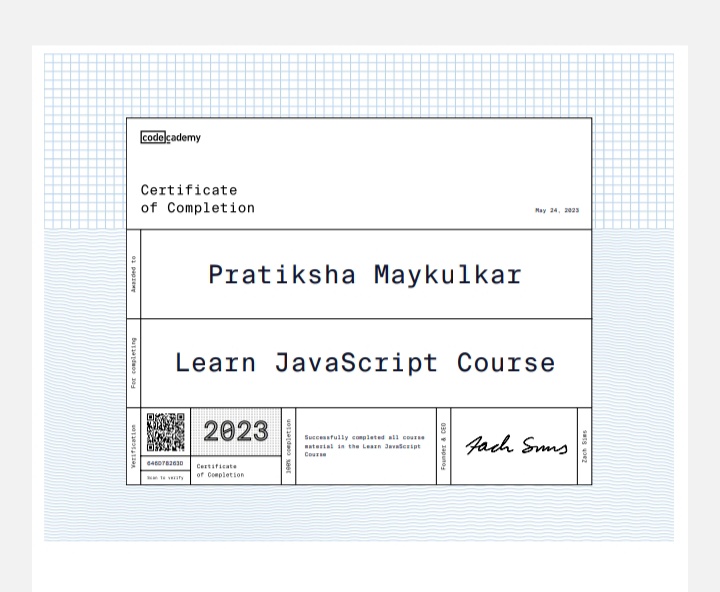 codecademy
Certificate
of Completion
May 24, 2023
Awarded to
Pratiksha Maykulkar
For completing
Learn JavaScript Course
Verification
Scan to verify
2023
Certificate
of Completion
100% completion
Successfully completed all course
material in the Learn JavaScript
Course
Founder & CEO
Zach Sims
Zach Sims